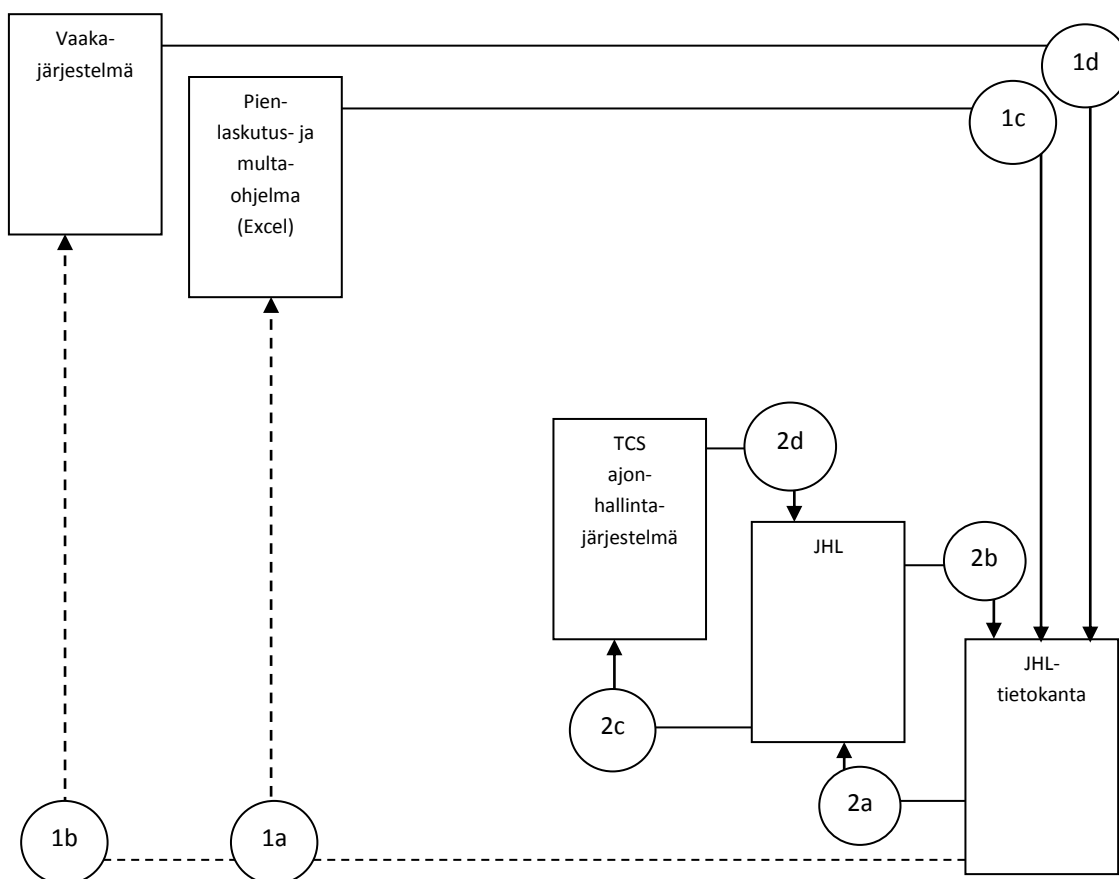 Vaaka-
järjestelmä
1d
Pien-
laskutus- ja
multa-
ohjelma
(Excel)
1c
TCS
ajon-
hallinta-
järjestelmä
2d
JHL
2b
JHL-
tietokanta
2c
2a
1b
1a